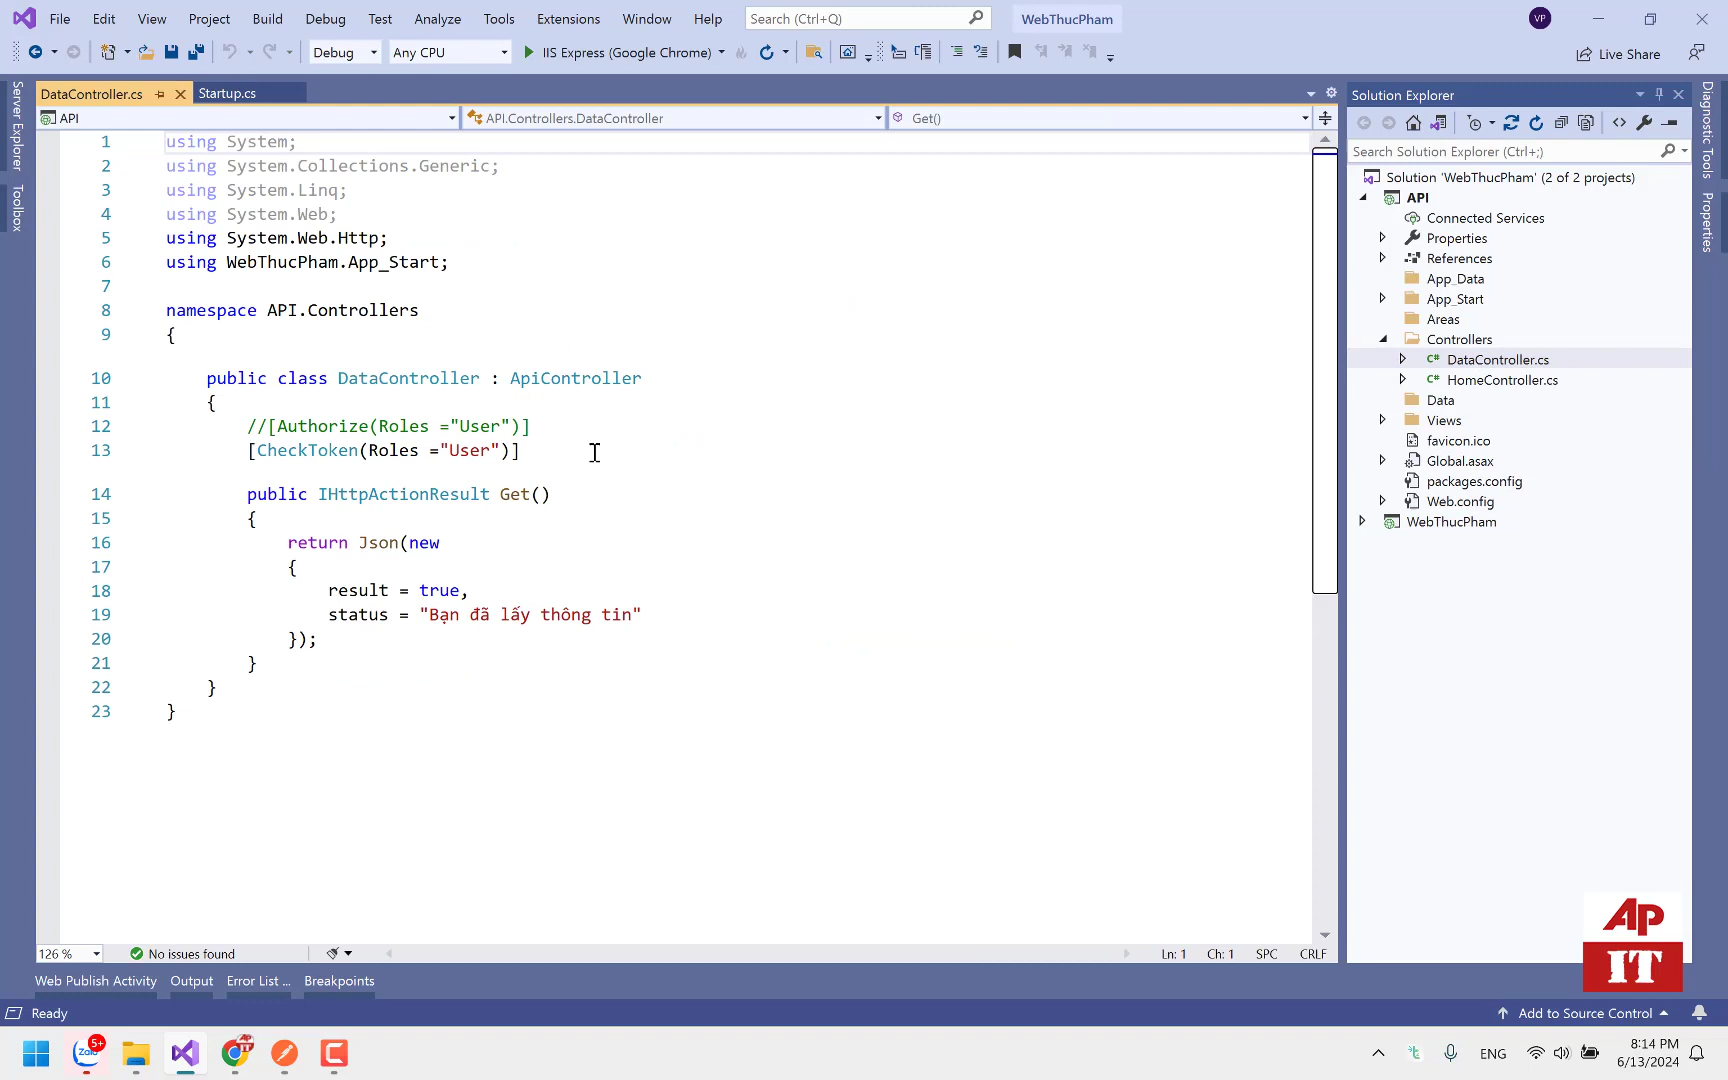 File Edit View Git Project Build Debug Test Analyze Tools Extensions Window Help Search (Ctrl+Q) WebThucPham VP
Debug Any CPU IIS Express (Google Chrome) Live Share
DataController.cs Startup.cs
API API.Controllers.DataController Get()
Server Explorer
Toolbox
1 using System;
2 using System.Collections.Generic;
3 using System.Linq;
4 using System.Web;
5 using System.Web.Http;
6 using WebThucPham.App_Start;
7
8 namespace API.Controllers
9 {
10 public class DataController : ApiController
11 {
12 //[Authorize(Roles ="User")]
13 [CheckToken(Roles ="User")]
14 public IHttpActionResult Get()
15 {
16 return Json(new
17 {
18 result = true,
19 status = "Bạn đã lấy thông tin"
20 });
21 }
22 }
23 }
126 % No issues found Ln: 1 Ch: 1 SPC CRLF
Web Publish Activity Output Error List ... Breakpoints
Solution Explorer
Search Solution Explorer (Ctrl+;)
Solution 'WebThucPham' (2 of 2 projects)
API
Connected Services
Properties
References
App_Data
App_Start
Areas
Controllers
C# DataController.cs
C# HomeController.cs
Data
Views
favicon.ico
Global.asax
packages.config
Web.config
WebThucPham
Diagnostic Tools
Properties
AP
IT
Ready Add to Source Control
Zalo 5+ AP IT ENG 8:14 PM
6/13/2024